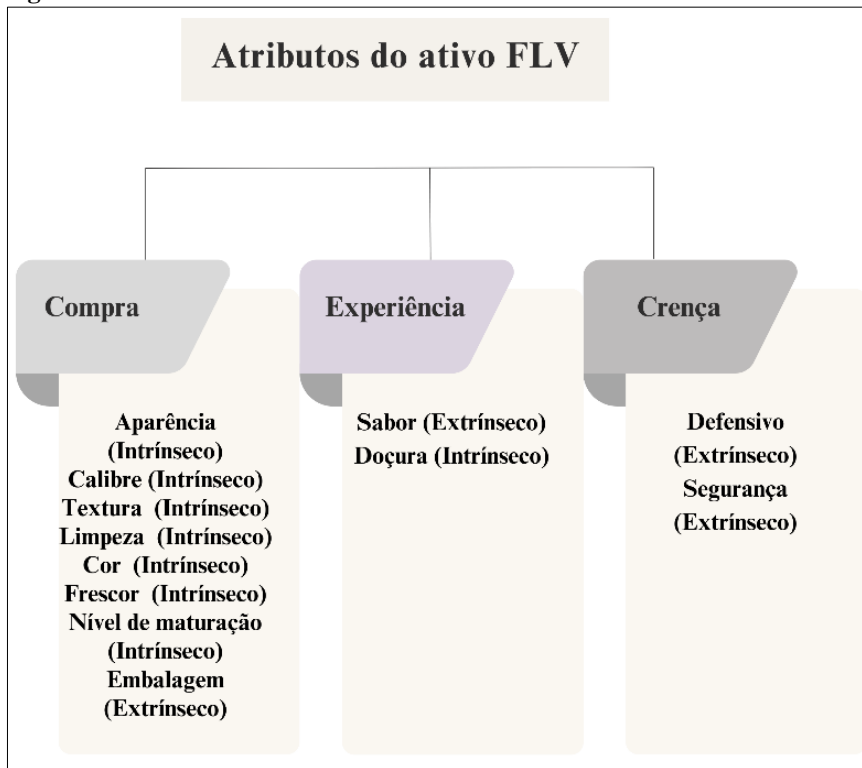 Atributos do ativo FLV
Compra
Aparência
(Intrínseco)
Calibre (Intrínseco)
Textura (Intrínseco)
Limpeza (Intrínseco)
Cor (Intrínseco)
Frescor (Intrínseco)
Nível de maturação
(Intrínseco)
Embalagem
(Extrínseco)
Experiência
Sabor (Extrínseco)
Doçura (Intrínseco)
Crença
Defensivo
(Extrínseco)
Segurança
(Extrínseco)